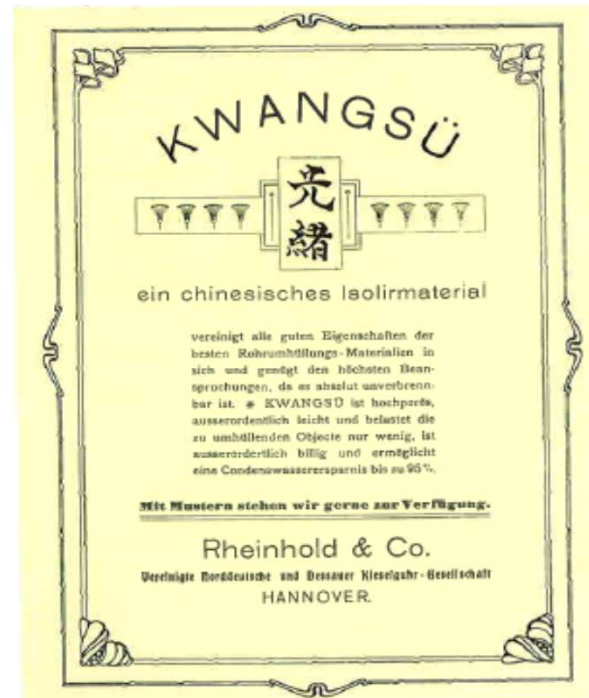 KWANGSÜ
光
緒
ein chinesisches Isolirmaterial
vereinigt alle guten Eigenschaften der
besten Rohrumhüllungs-Materialien in
sich und genügt den höchsten Bean-
spruchungen, da es absolut unverbrenn-
bar ist. KWANGSÜ ist hochporös,
ausserordentlich leicht und belastet die
zu umhüllenden Objecte nur wenig, ist
ausserordertlich billig und ermöglicht
eine Condenswasserersparnis bis zu 95%.
Mit Mustern stehen wir gerne zur Verfügung.
Rheinhold & Co.
Vereinigte Norddeutsche und Dessauer Kieselguhr-Gesellschaft
HANNOVER.